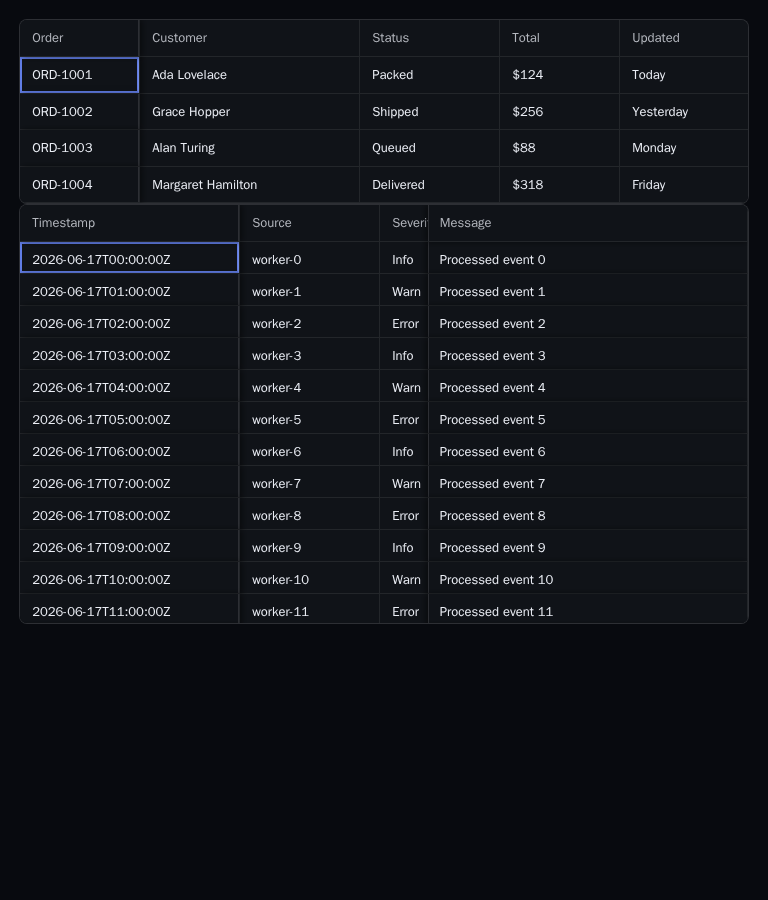 Order Customer Status Total Updated
ORD-1001 Ada Lovelace Packed $124 Today
ORD-1002 Grace Hopper Shipped $256 Yesterday
ORD-1003 Alan Turing Queued $88 Monday
ORD-1004 Margaret Hamilton Delivered $318 Friday
Timestamp Source Severi Message
2026-06-17T00:00:00Z worker-0 Info Processed event 0
2026-06-17T01:00:00Z worker-1 Warn Processed event 1
2026-06-17T02:00:00Z worker-2 Error Processed event 2
2026-06-17T03:00:00Z worker-3 Info Processed event 3
2026-06-17T04:00:00Z worker-4 Warn Processed event 4
2026-06-17T05:00:00Z worker-5 Error Processed event 5
2026-06-17T06:00:00Z worker-6 Info Processed event 6
2026-06-17T07:00:00Z worker-7 Warn Processed event 7
2026-06-17T08:00:00Z worker-8 Error Processed event 8
2026-06-17T09:00:00Z worker-9 Info Processed event 9
2026-06-17T10:00:00Z worker-10 Warn Processed event 10
2026-06-17T11:00:00Z worker-11 Error Processed event 11